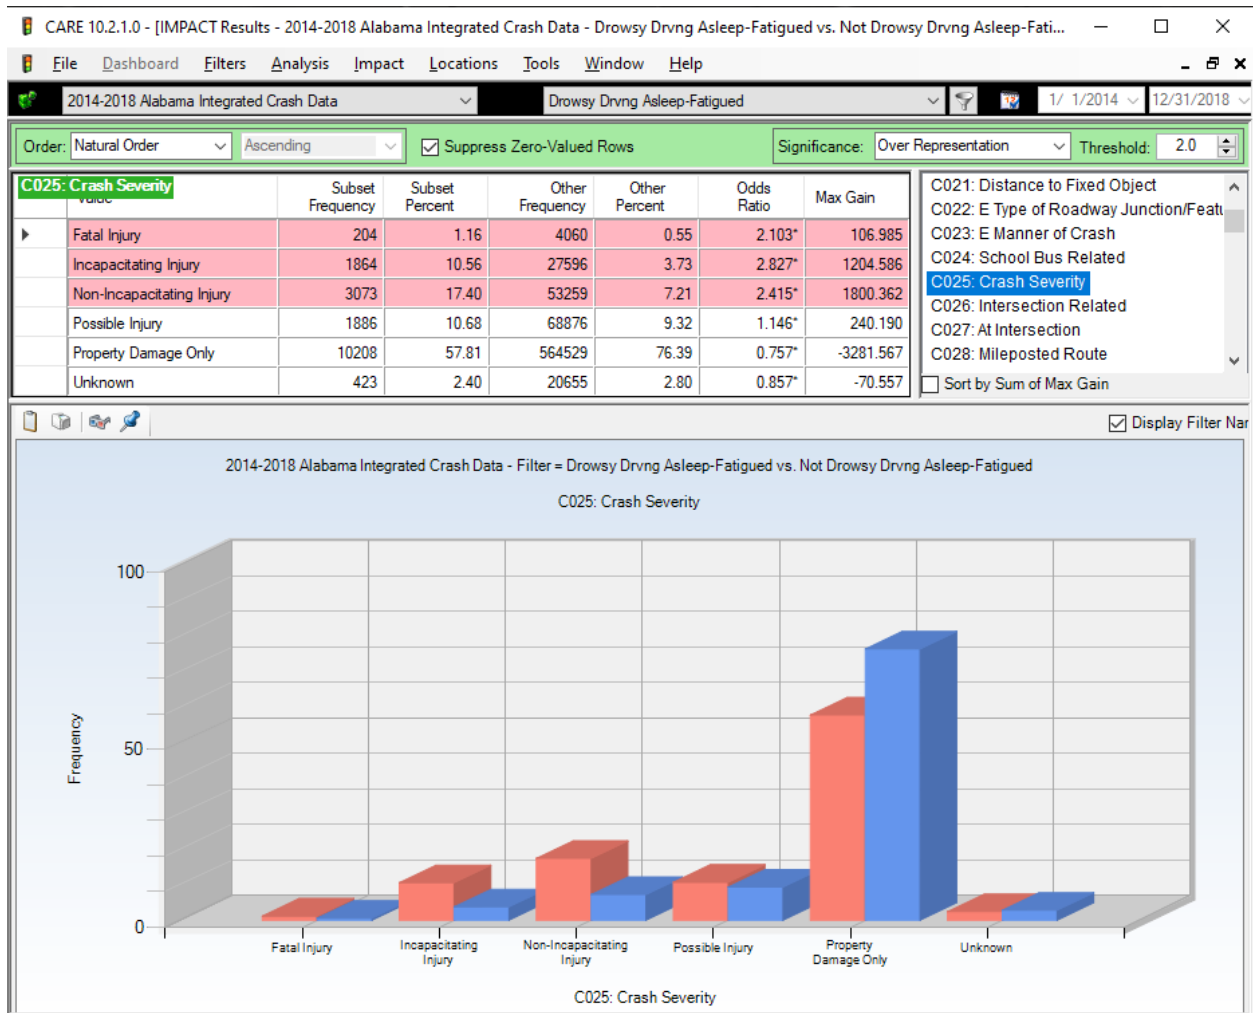 CARE 10.2.1.0 - [IMPACT Results - 2014-2018 Alabama Integrated Crash Data - Drowsy Drvng Asleep-Fatigued vs. Not Drowsy Drvng Asleep-Fati...
File Dashboard Filters Analysis Impact Locations Tools Window Help
2014-2018 Alabama Integrated Crash Data Drowsy Drvng Asleep-Fatigued 1/ 1/2014 12/31/2018
Order: Natural Order Ascending Suppress Zero-Valued Rows Significance: Over Representation Threshold: 2.0
C025: Crash Severity
Subset Frequency Subset Percent Other Frequency Other Percent Odds Ratio Max Gain
Fatal Injury 204 1.16 4060 0.55 2.103* 106.985
Incapacitating Injury 1864 10.56 27596 3.73 2.827* 1204.586
Non-Incapacitating Injury 3073 17.40 53259 7.21 2.415* 1800.362
Possible Injury 1886 10.68 68876 9.32 1.146* 240.190
Property Damage Only 10208 57.81 564529 76.39 0.757* -3281.567
Unknown 423 2.40 20655 2.80 0.857* -70.557
C021: Distance to Fixed Object
C022: E Type of Roadway Junction/Featu
C023: E Manner of Crash
C024: School Bus Related
C025: Crash Severity
C026: Intersection Related
C027: At Intersection
C028: Mileposted Route
Sort by Sum of Max Gain
Display Filter Nar
2014-2018 Alabama Integrated Crash Data - Filter = Drowsy Drvng Asleep-Fatigued vs. Not Drowsy Drvng Asleep-Fatigued
C025: Crash Severity
100
50
0
Frequency
Fatal Injury
Incapacitating
Injury
Non-Incapacitating
Injury
Possible Injury
Property
Damage Only
Unknown
C025: Crash Severity